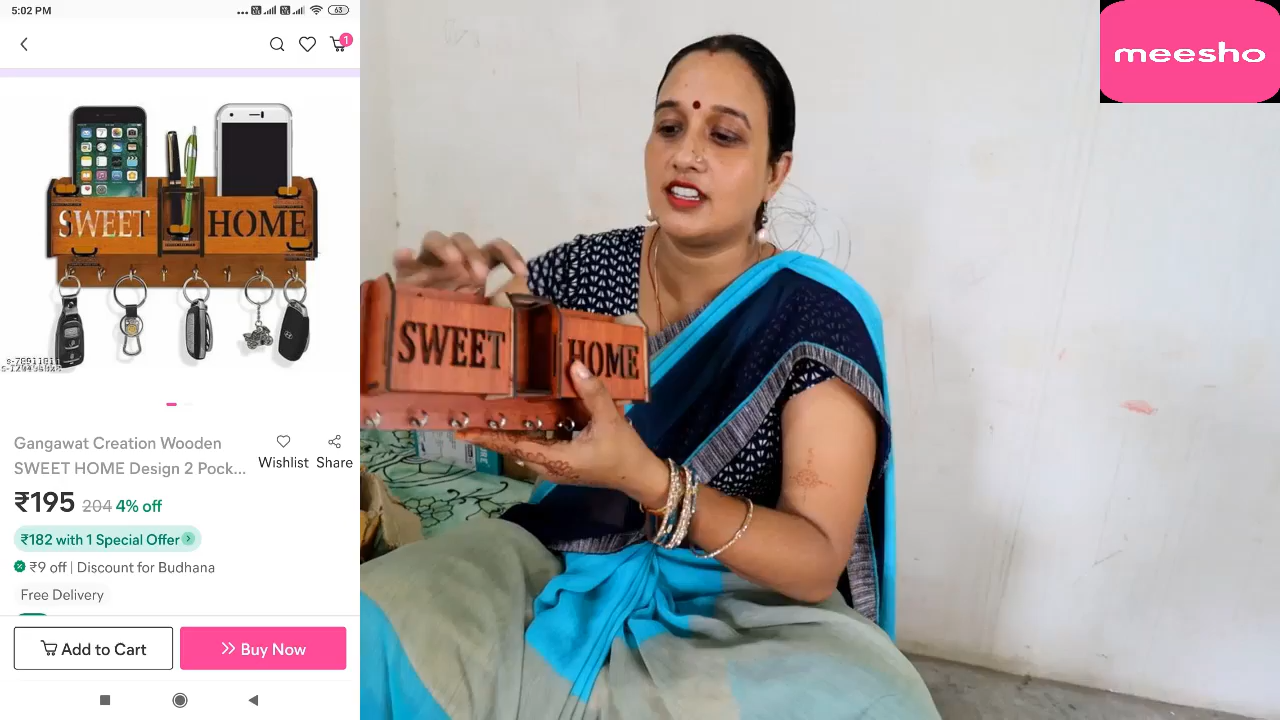 5:02 PM
63
1
SWEET HOME
Gangawat Creation Wooden
SWEET HOME Design 2 Pock...
Wishlist Share
₹195 204 4% off
₹182 with 1 Special Offer
₹9 off | Discount for Budhana
Free Delivery
Add to Cart
Buy Now
SWEET HOME
meesho